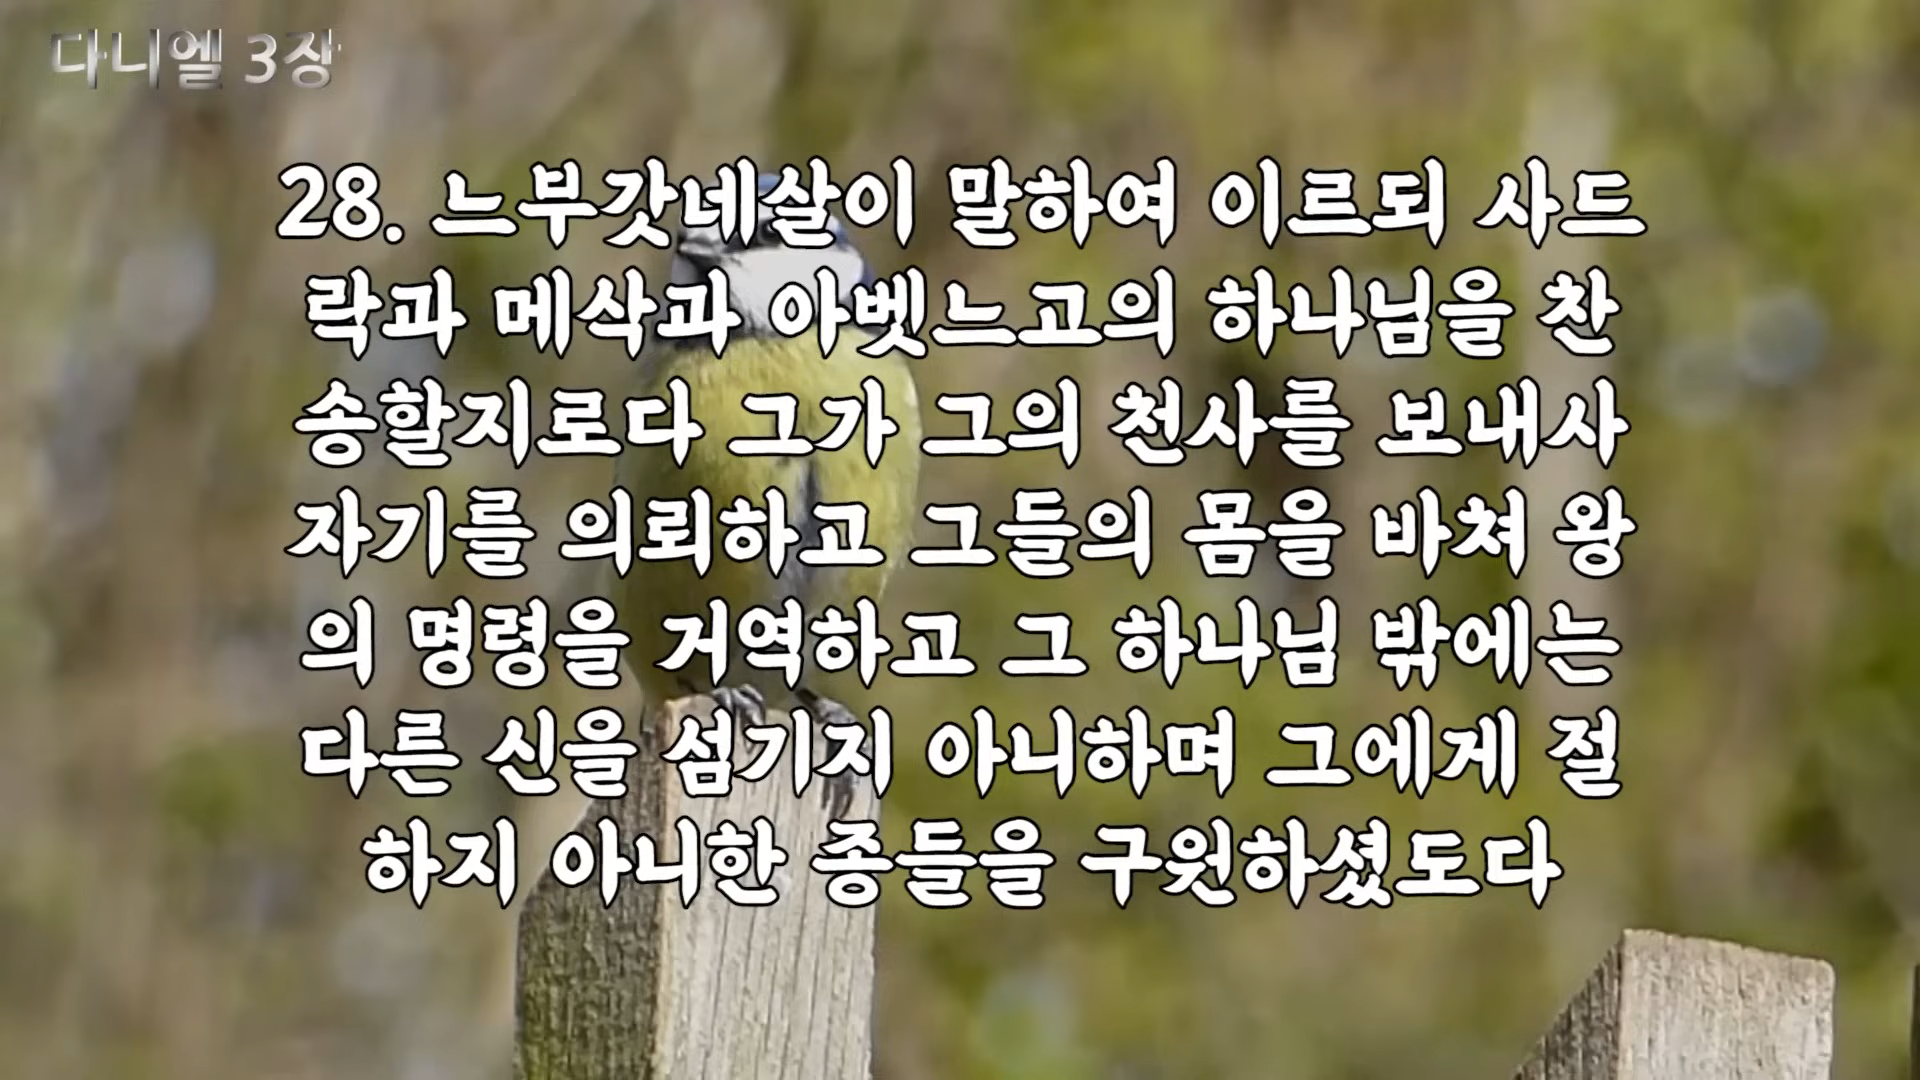 다니엘 3장
28. 느부갓네살이 말하여 이르되 사드
락과 메삭과 아벳느고의 하나님을 찬
송할지로다 그가 그의 천사를 보내사
자기를 의뢰하고 그들의 몸을 바쳐 왕
의 명령을 거역하고 그 하나님 밖에는
다른 신을 섬기지 아니하며 그에게 절
하지 아니한 종들을 구원하셨도다